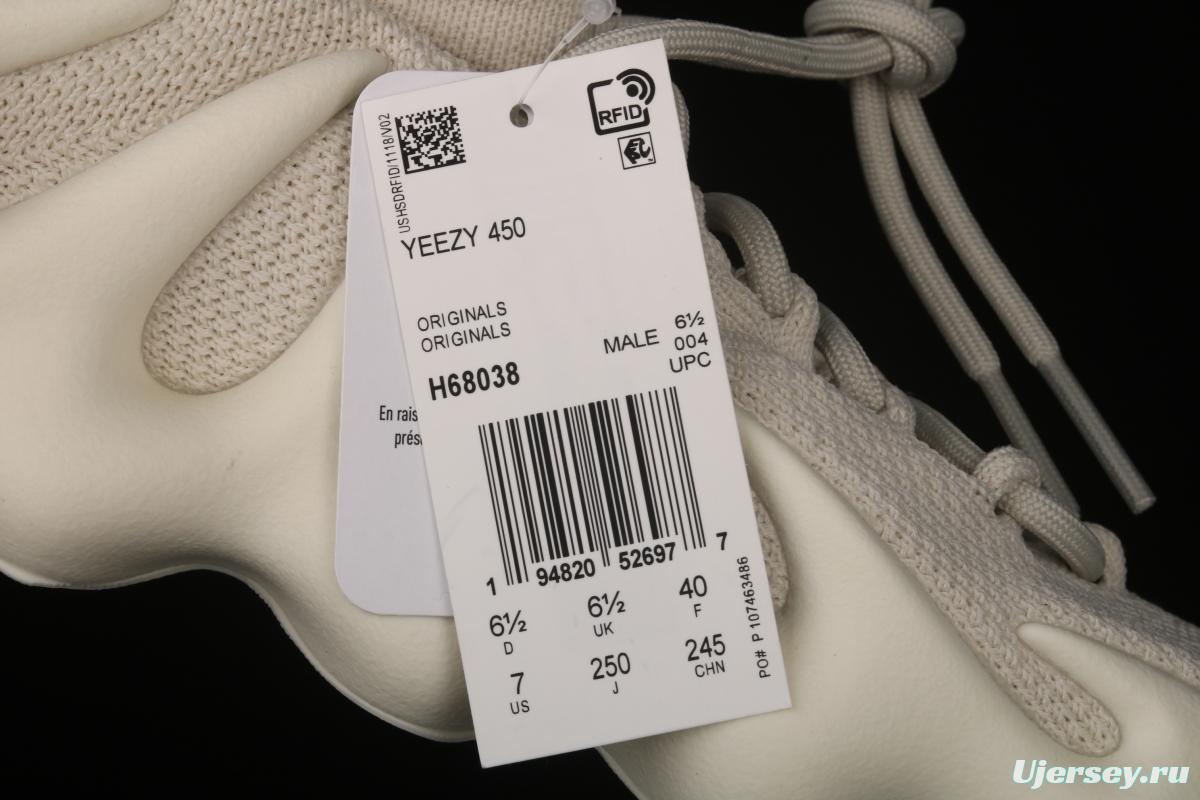 RFID
USHSDRFID/1118/V02
YEEZY 450
ORIGINALS
ORIGINALS
MALE 6½
004
UPC
H68038
En rais
prés
1 94820 52697 7
6½ 6½ 40
D UK F
7 250 245
US J CHN
PO# P 107463486
Ujersey.ru